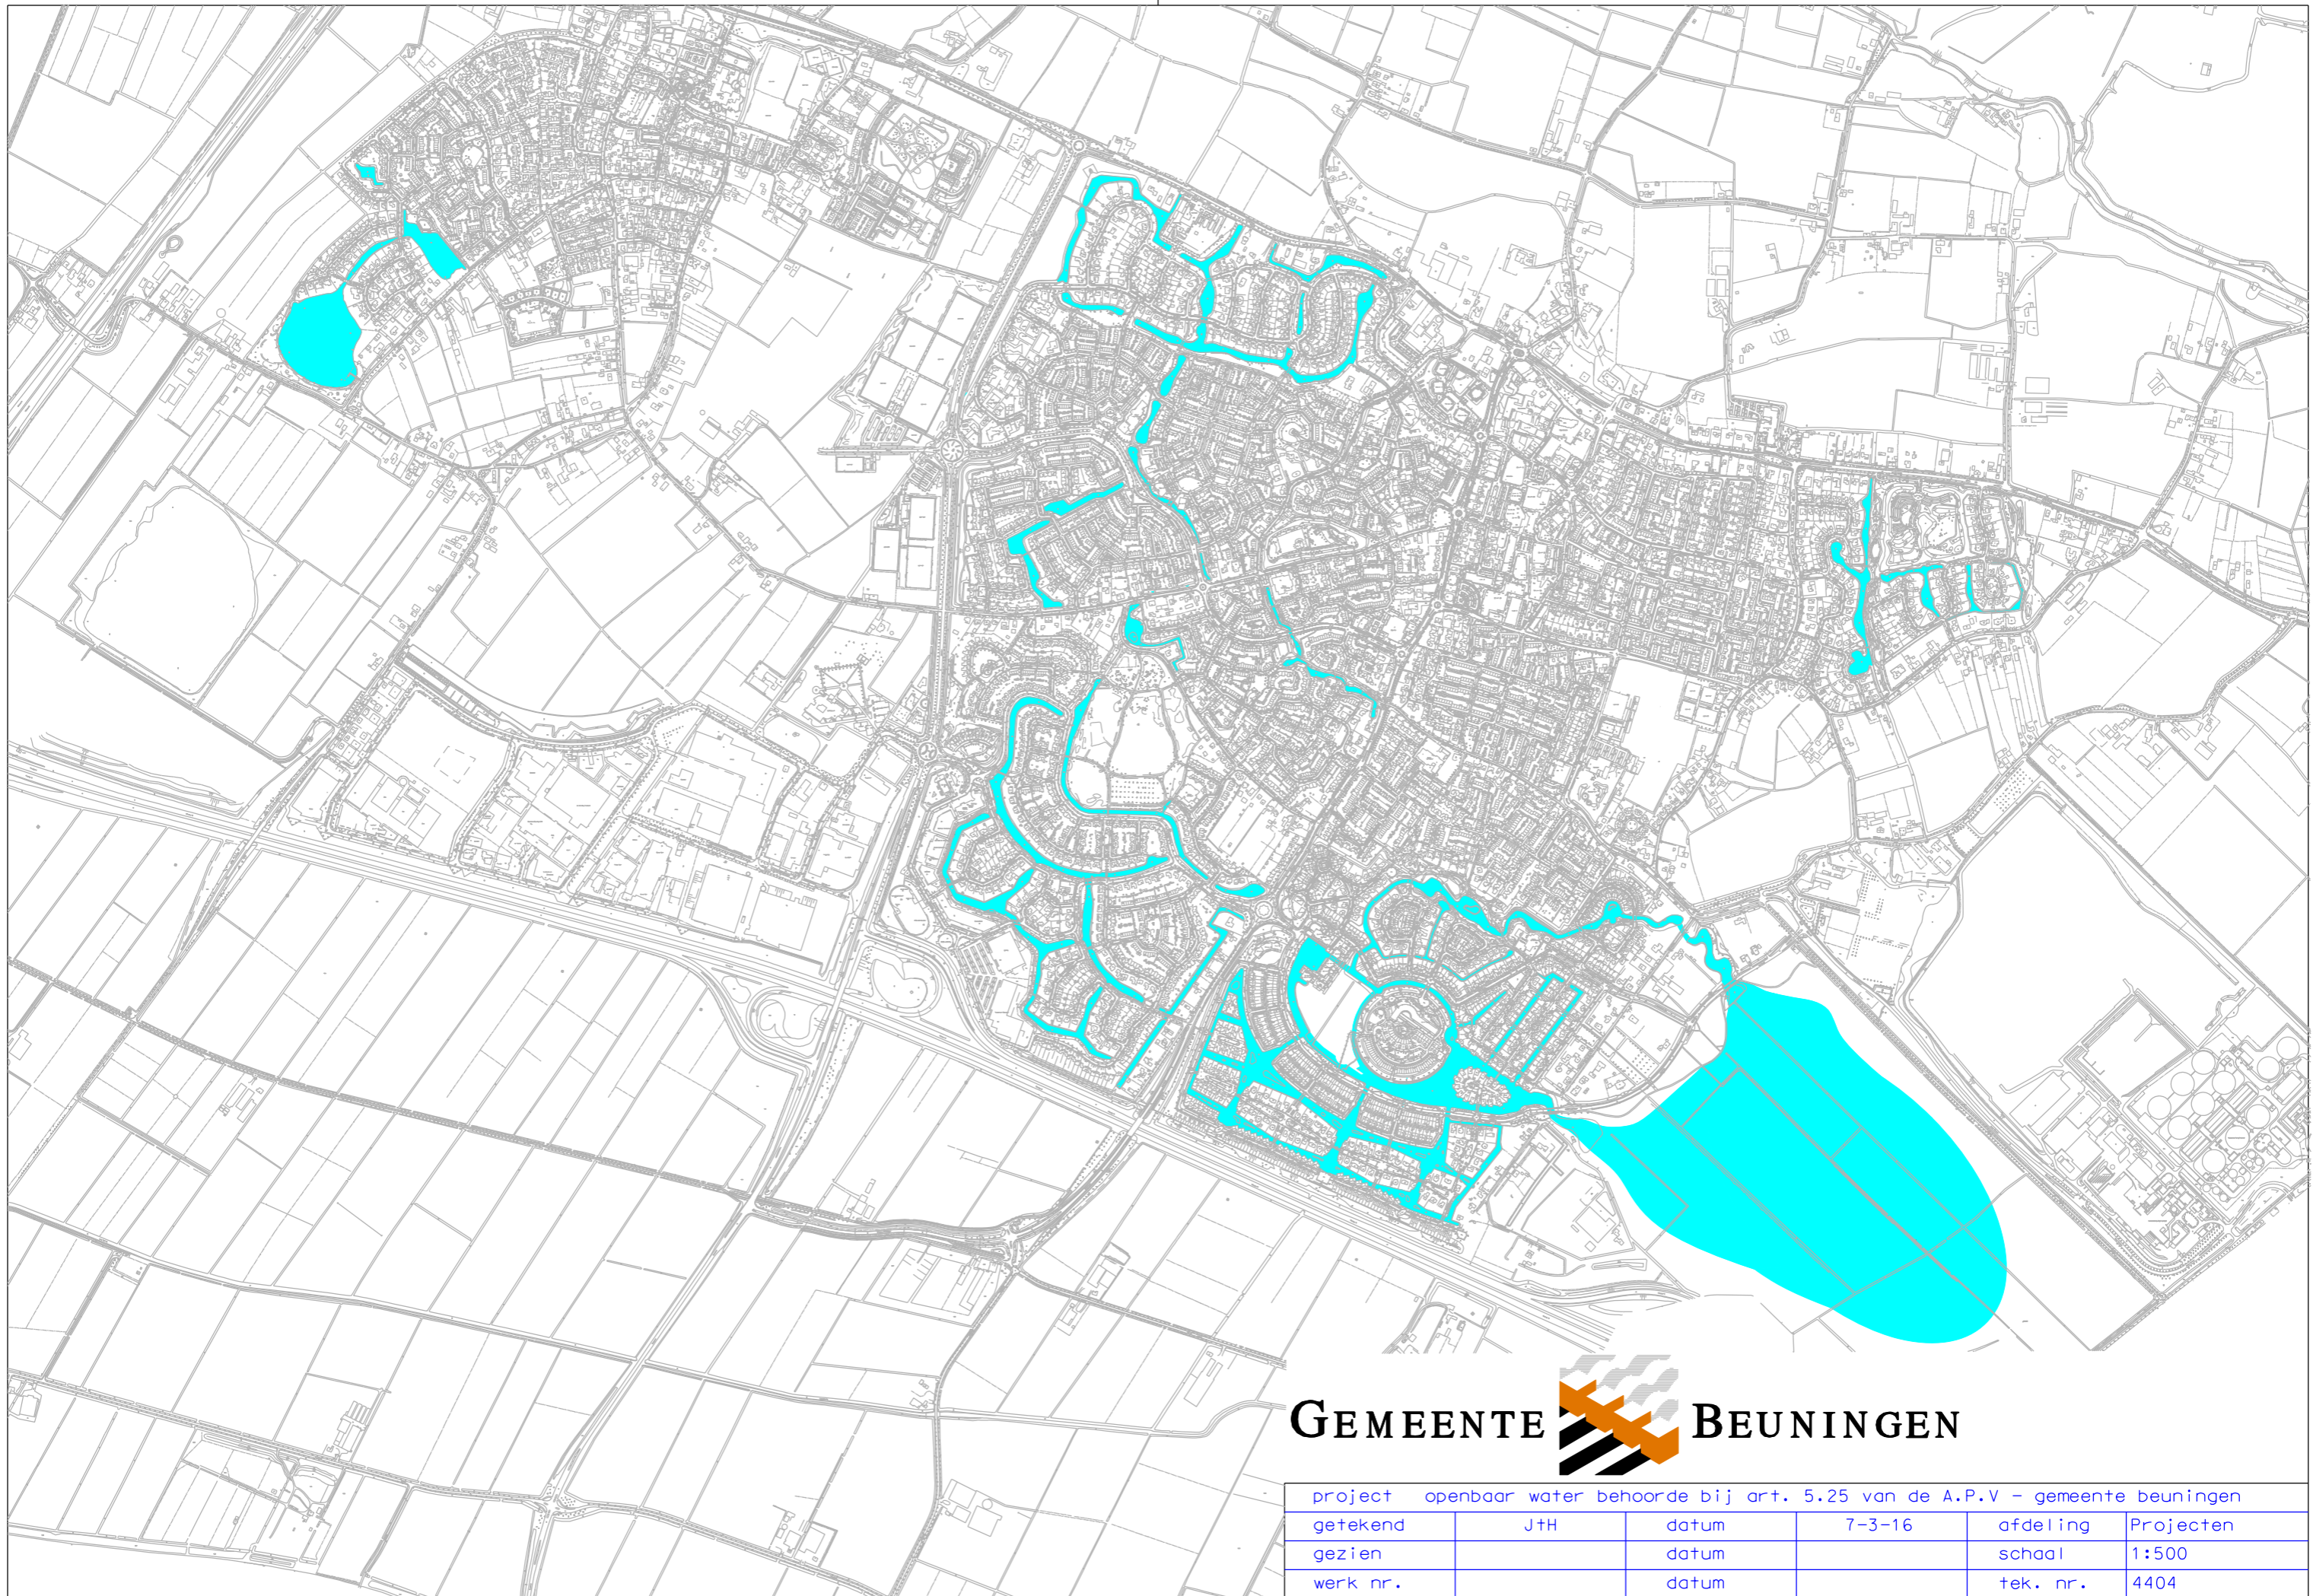 GEMEENTE BEUNINGEN
project openbaar water behoorde bij art. 5.25 van de A.P.V - gemeente beuningen
getekend JtH datum 7-3-16 afdeling Projecten
gezien datum schaal 1:500
werk nr. datum tek. nr. 4404